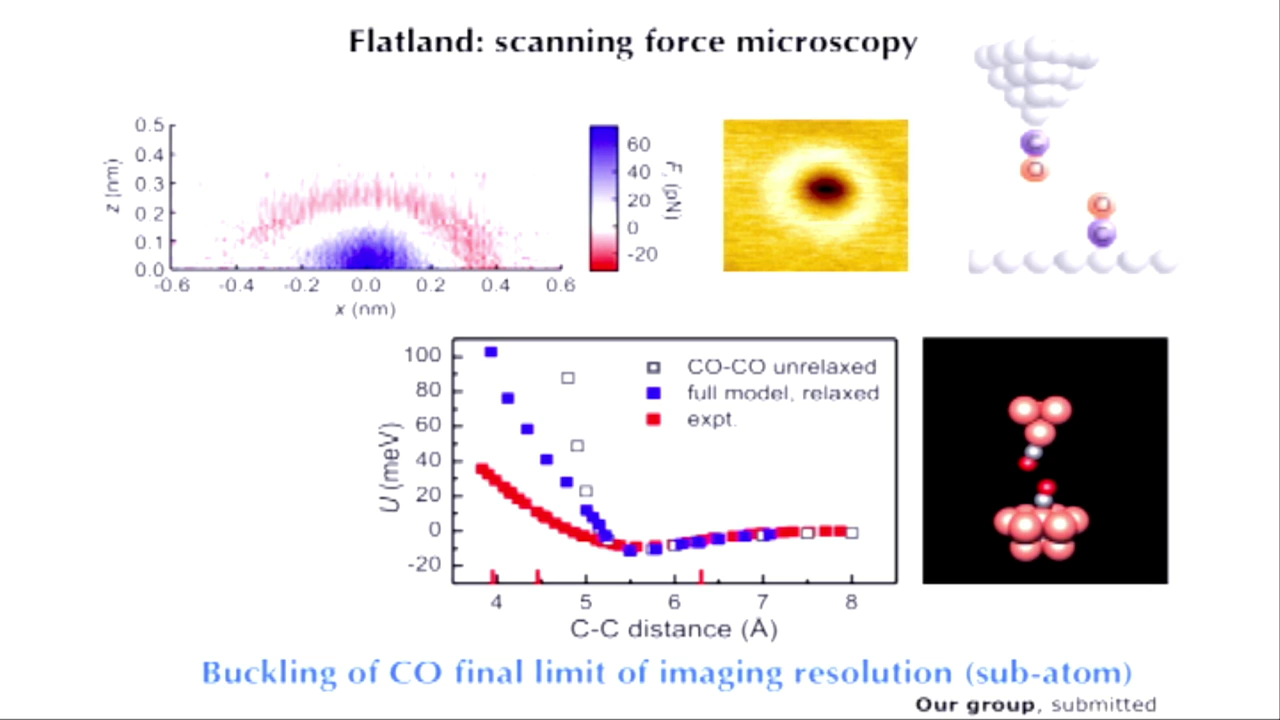 Flatland: scanning force microscopy
0.5
0.4
0.3
0.2
0.1
0.0
z (nm)
-0.6 -0.4 -0.2 0.0 0.2 0.4 0.6
x (nm)
60
40
20
0
-20
(pN)
C
O
O
C
100
80
60
40
20
0
-20
U (meV)
CO-CO unrelaxed
full model, relaxed
expt.
4 5 6 7 8
C-C distance (Å)
Buckling of CO final limit of imaging resolution (sub-atom)
Our group, submitted